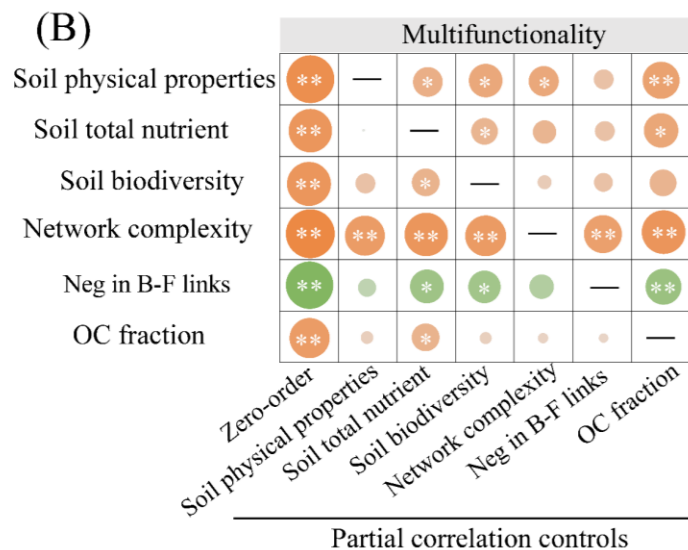 (B)
Multifunctionality
Soil physical properties ** — * * * **
Soil total nutrient ** — * *
Soil biodiversity ** * —
Network complexity ** ** ** ** — ** **
Neg in B-F links ** * * — **
OC fraction ** * —
Zero-order
Soil physical properties
Soil total nutrient
Soil biodiversity
Network complexity
Neg in B-F links
OC fraction
Partial correlation controls